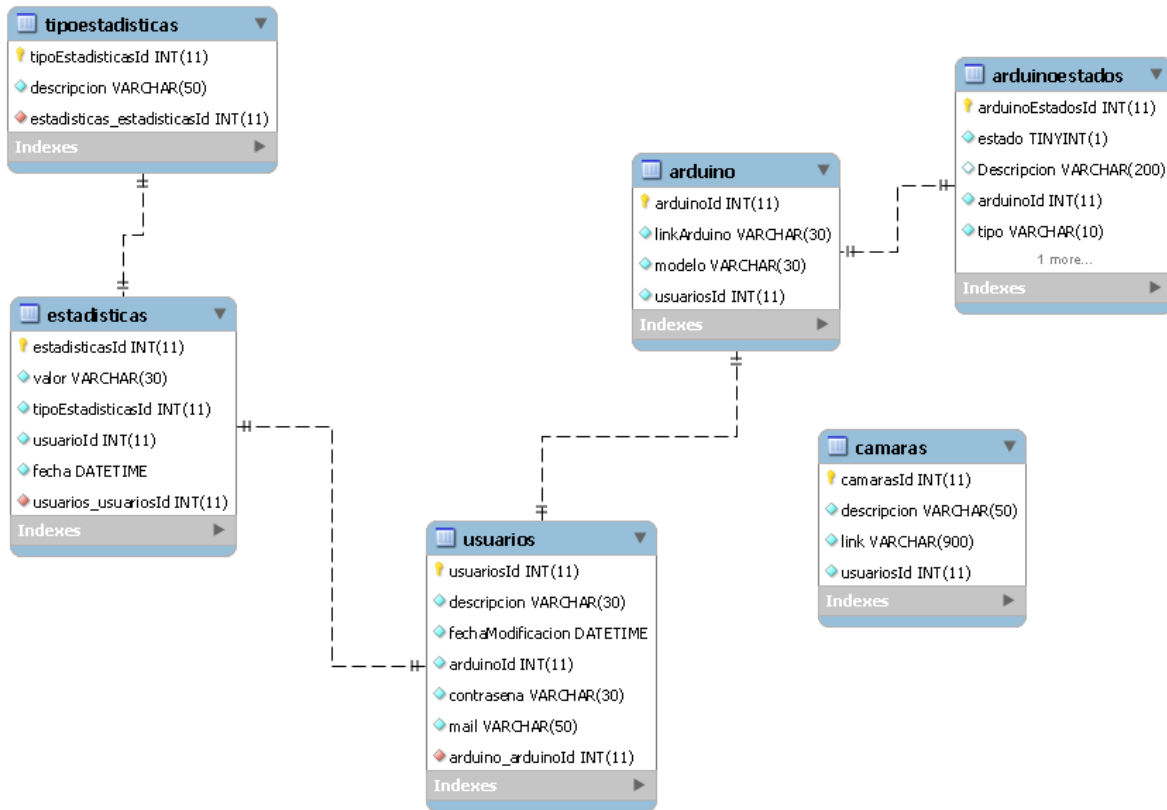 tipoestadisticas
tipoEstadisticasId INT(11)
descripcion VARCHAR(50)
estadisticas_estadisticasId INT(11)
Indexes
estadisticas
estadisticasId INT(11)
valor VARCHAR(30)
tipoEstadisticasId INT(11)
usuarioId INT(11)
fecha DATETIME
usuarios_usuariosId INT(11)
Indexes
usuarios
usuariosId INT(11)
descripcion VARCHAR(30)
fechaModificacion DATETIME
arduinoId INT(11)
contrasena VARCHAR(30)
mail VARCHAR(50)
arduino_arduinoId INT(11)
Indexes
arduino
arduinoId INT(11)
linkArduino VARCHAR(30)
modelo VARCHAR(30)
usuariosId INT(11)
Indexes
arduinoestados
arduinoEstadosId INT(11)
estado TINYINT(1)
Descripcion VARCHAR(200)
arduinoId INT(11)
tipo VARCHAR(10)
1 more...
Indexes
camaras
camarasId INT(11)
descripcion VARCHAR(50)
link VARCHAR(900)
usuariosId INT(11)
Indexes